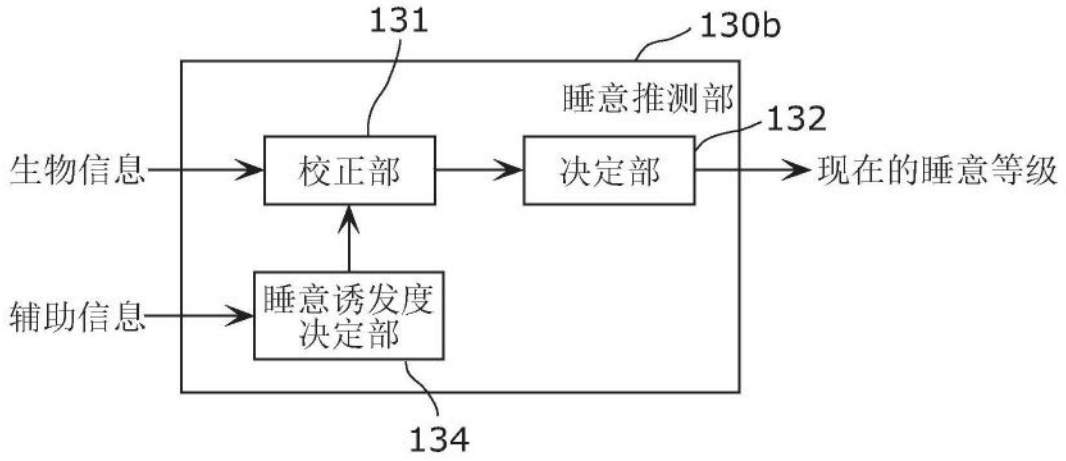 131
130b
睡意推测部
132
生物信息
校正部
决定部
现在的睡意等级
辅助信息
睡意诱发度
决定部
134